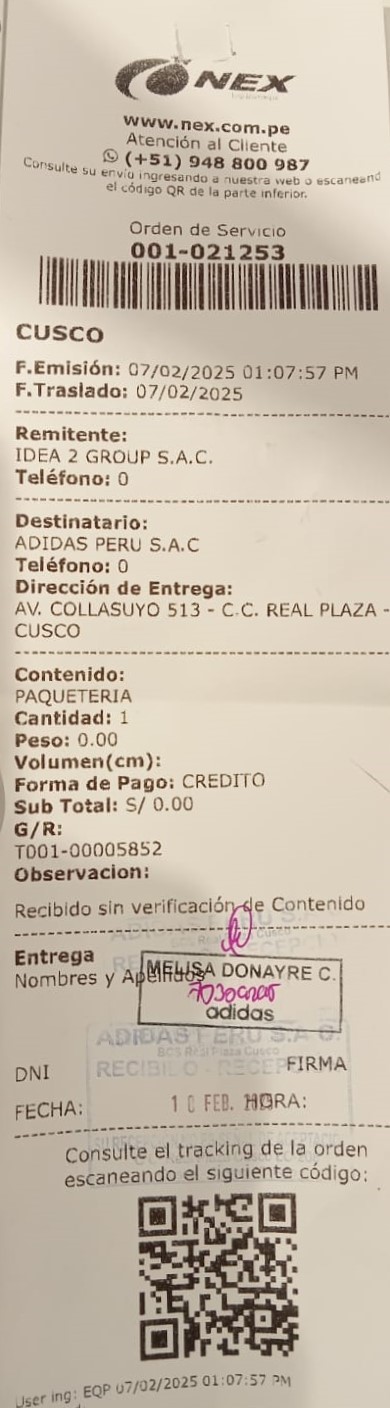 NEX
www.nex.com.pe
Atención al Cliente
(+51) 948 800 987
Consulte su envío ingresando a nuestra web o escaneand
el código QR de la parte inferior.
Orden de Servicio
001-021253
CUSCO
F.Emisión: 07/02/2025 01:07:57 PM
F.Traslado: 07/02/2025
Remitente:
IDEA 2 GROUP S.A.C.
Teléfono: 0
Destinatario:
ADIDAS PERU S.A.C
Teléfono: 0
Dirección de Entrega:
AV. COLLASUYO 513 - C.C. REAL PLAZA -
CUSCO
Contenido:
PAQUETERIA
Cantidad: 1
Peso: 0.00
Volumen(cm):
Forma de Pago: CREDITO
Sub Total: S/ 0.00
G/R:
T001-00005852
Observacion:
Recibido sin verificación de Contenido
Entrega
Nombres y Apellidos
MELISA DONAYRE C.
adidas
ADIDAS PERU S.A.C.
BCS Real Plaza Cusco
DNI
FIRMA
FECHA: 10 FEB. HORA:
Consulte el tracking de la orden
escaneando el siguiente código:
User ing: EQP 07/02/2025 01:07:57 PM